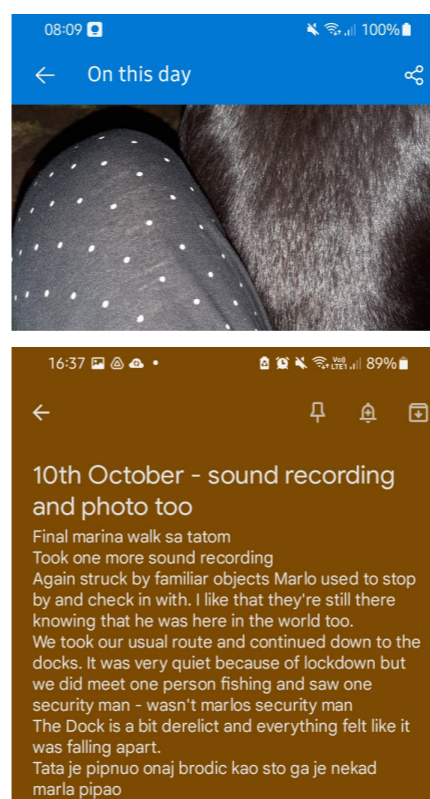 08:09 100%
On this day
16:37 Vo) LTE1 89%
10th October - sound recording
and photo too
Final marina walk sa tatom
Took one more sound recording
Again struck by familiar objects Marlo used to stop
by and check in with. I like that they're still there
knowing that he was here in the world too.
We took our usual route and continued down to the
docks. It was very quiet because of lockdown but
we did meet one person fishing and saw one
security man - wasn't marlos security man
The Dock is a bit derelict and everything felt like it
was falling apart.
Tata je pipnuo onaj brodic kao sto ga je nekad
marla pipao